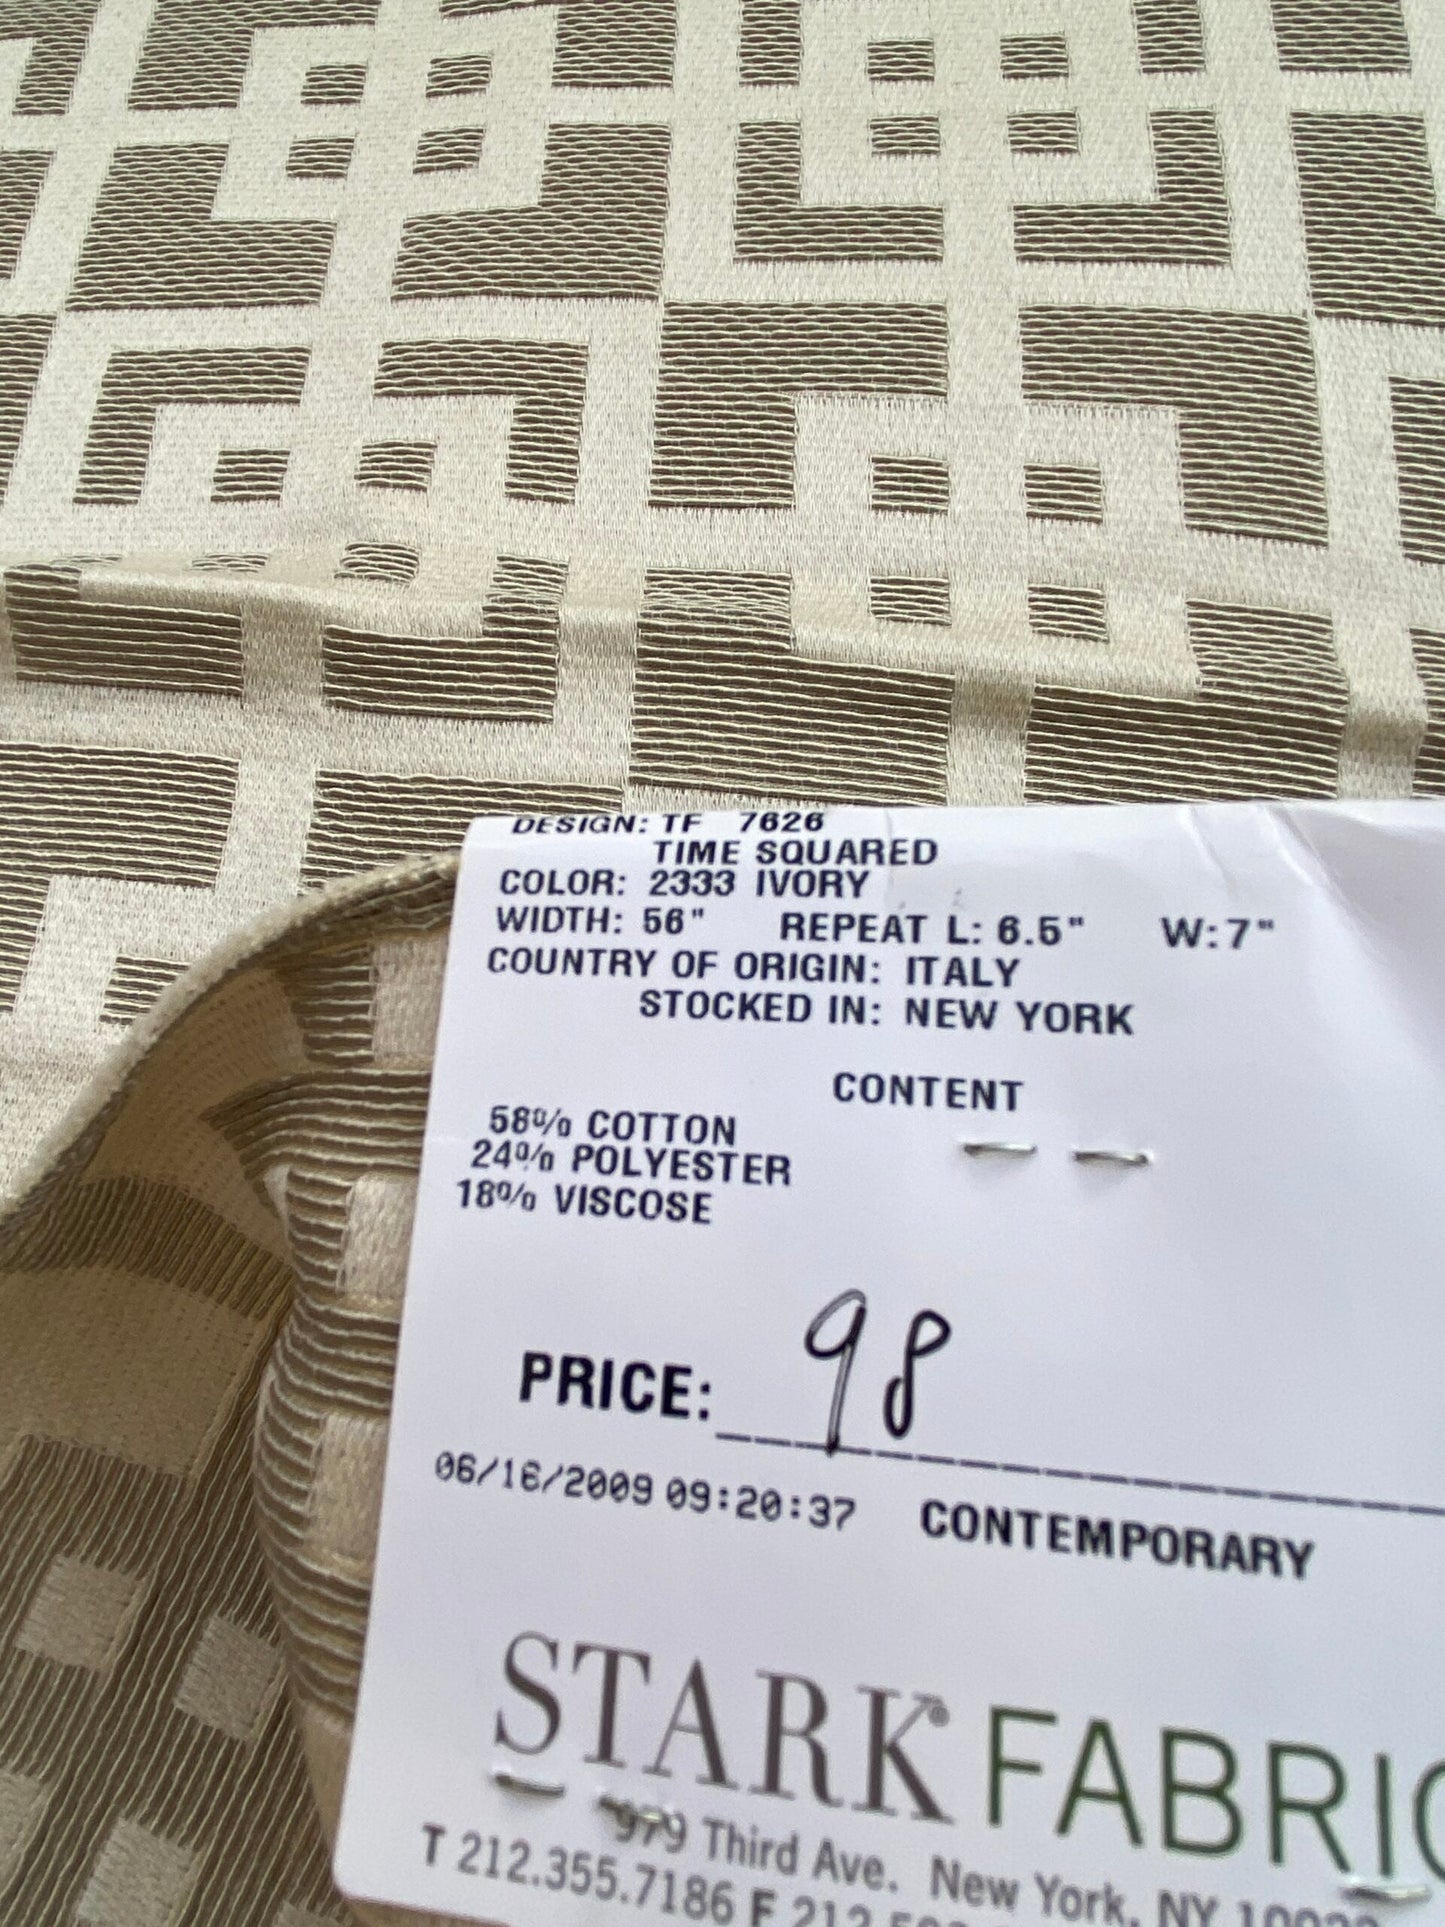 DESIGN: TF 7626
TIME SQUARED
COLOR: 2333 IVORY
WIDTH: 56" REPEAT L: 6.5" W: 7"
COUNTRY OF ORIGIN: ITALY
STOCKED IN: NEW YORK
CONTENT
58% COTTON
24% POLYESTER
18% VISCOSE
PRICE: 98
06/16/2009 09:20:37 CONTEMPORARY
STARK® FABRIC
979 Third Ave. New York, NY
T 212.355.7186 F 212